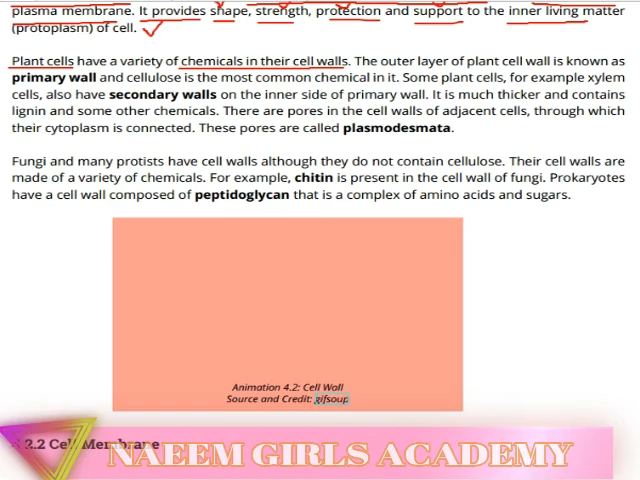 plasma membrane. It provides shape, strength, protection and support to the inner living matter
(protoplasm) of cell.
Plant cells have a variety of chemicals in their cell walls. The outer layer of plant cell wall is known as
primary wall and cellulose is the most common chemical in it. Some plant cells, for example xylem
cells, also have secondary walls on the inner side of primary wall. It is much thicker and contains
lignin and some other chemicals. There are pores in the cell walls of adjacent cells, through which
their cytoplasm is connected. These pores are called plasmodesmata.
Fungi and many protists have cell walls although they do not contain cellulose. Their cell walls are
made of a variety of chemicals. For example, chitin is present in the cell wall of fungi. Prokaryotes
have a cell wall composed of peptidoglycan that is a complex of amino acids and sugars.
Animation 4.2: Cell Wall
Source and Credit: gifsoup
2.2 Cell Membrane
NAEEM GIRLS ACADEMY